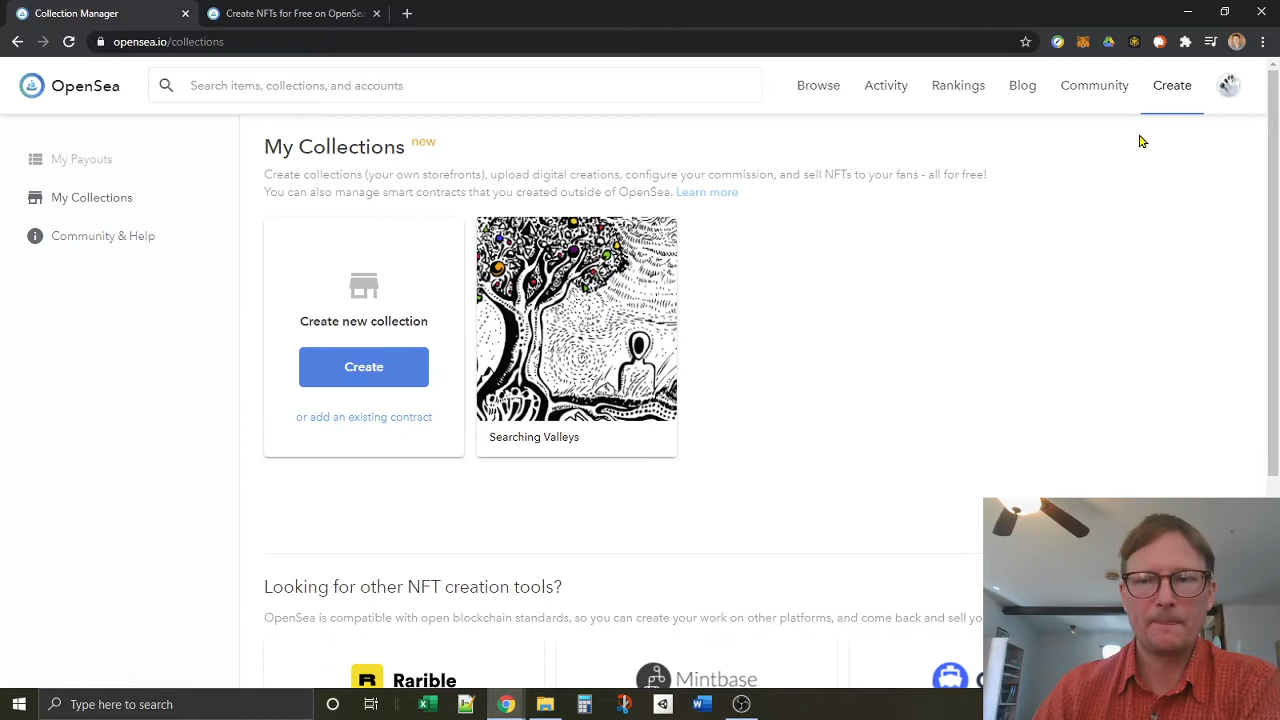 Collection Manager
Create NFTs for Free on OpenSe
opensea.io/collections
OpenSea
Search items, collections, and accounts
Browse
Activity
Rankings
Blog
Community
Create
My Payouts
My Collections
Community & Help
My Collections new
Create collections (your own storefronts), upload digital creations, configure your commission, and sell NFTs to your fans - all for free!
You can also manage smart contracts that you created outside of OpenSea. Learn more
Create new collection
Create
or add an existing contract
Searching Valleys
Looking for other NFT creation tools?
OpenSea is compatible with open blockchain standards, so you can create your work on other platforms, and come back and sell
Rarible
Mintbase
Type here to search